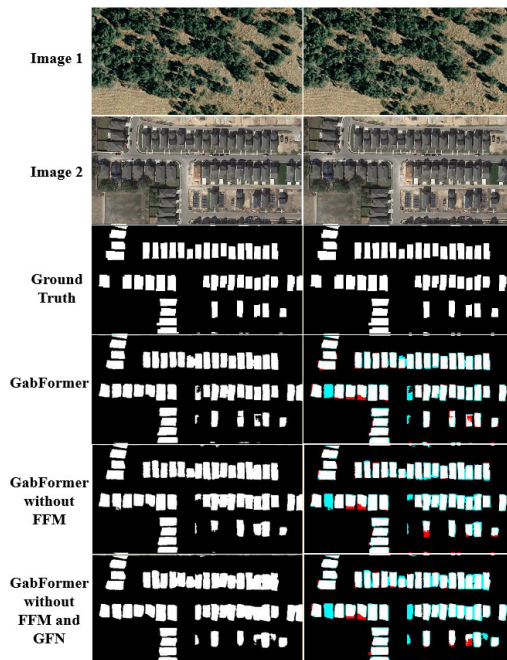 Image 1
Image 2
Ground
Truth
GabFormer
GabFormer
without
FFM
GabFormer
without
FFM and
GFN